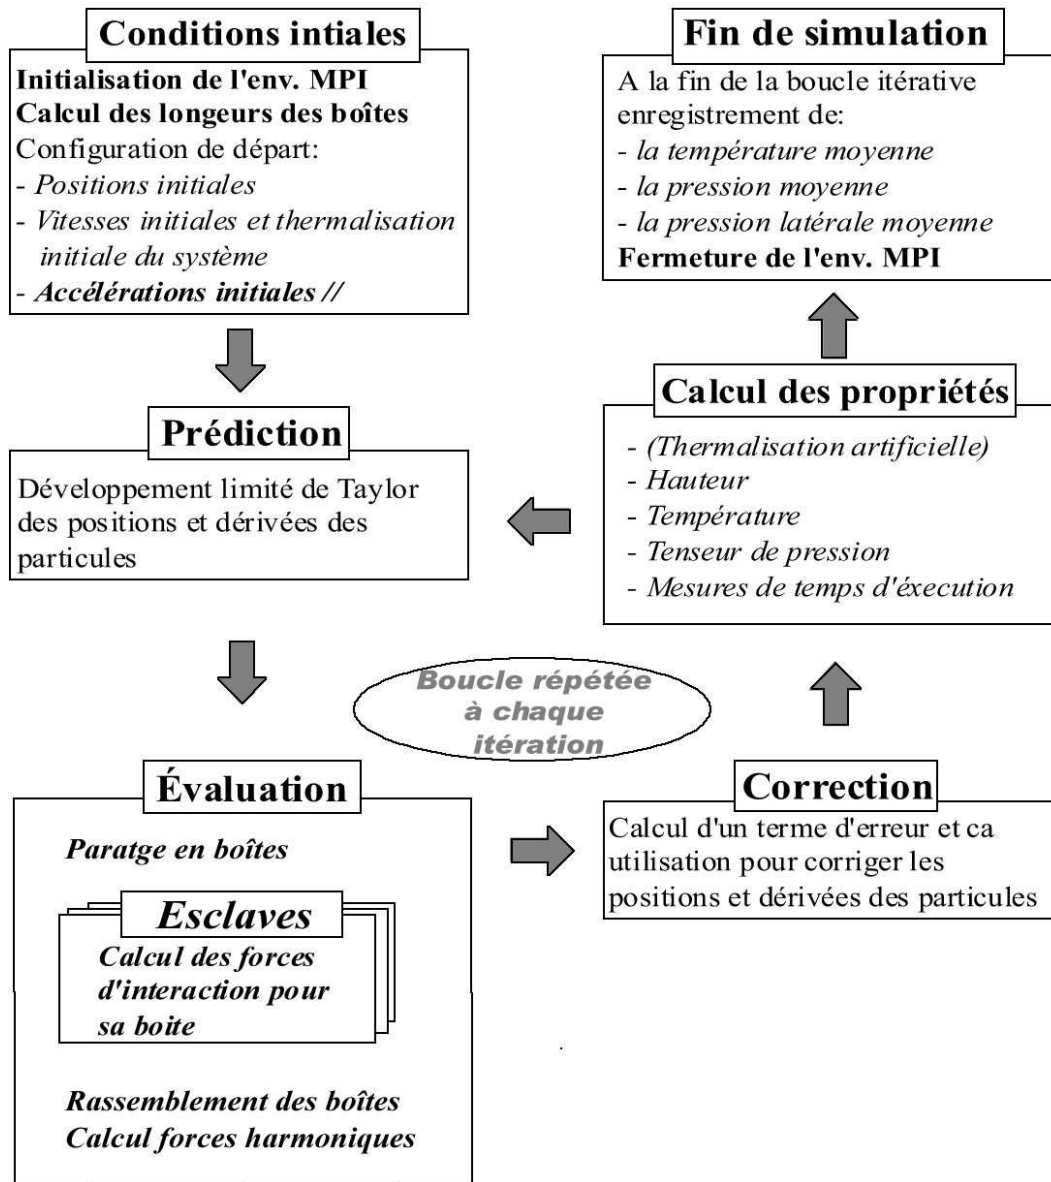 Conditions intiales
Initialisation de l'env. MPI
Calcul des longeurs des boîtes
Configuration de départ:
- Positions initiales
- Vitesses initiales et thermalisation
initiale du système
- Accélérations initiales //
Prédiction
Développement limité de Taylor
des positions et dérivées des
particules
Évaluation
Paratge en boîtes
Esclaves
Calcul des forces
d'interaction pour
sa boite
Rassemblement des boîtes
Calcul forces harmoniques
Boucle répétée
à chaque
itération
Correction
Calcul d'un terme d'erreur et ca
utilisation pour corriger les
positions et dérivées des particules
Calcul des propriétés
- (Thermalisation artificielle)
- Hauteur
- Température
- Tenseur de pression
- Mesures de temps d'éxecution
Fin de simulation
A la fin de la boucle itérative
enregistrement de:
- la température moyenne
- la pression moyenne
- la pression latérale moyenne
Fermeture de l'env. MPI